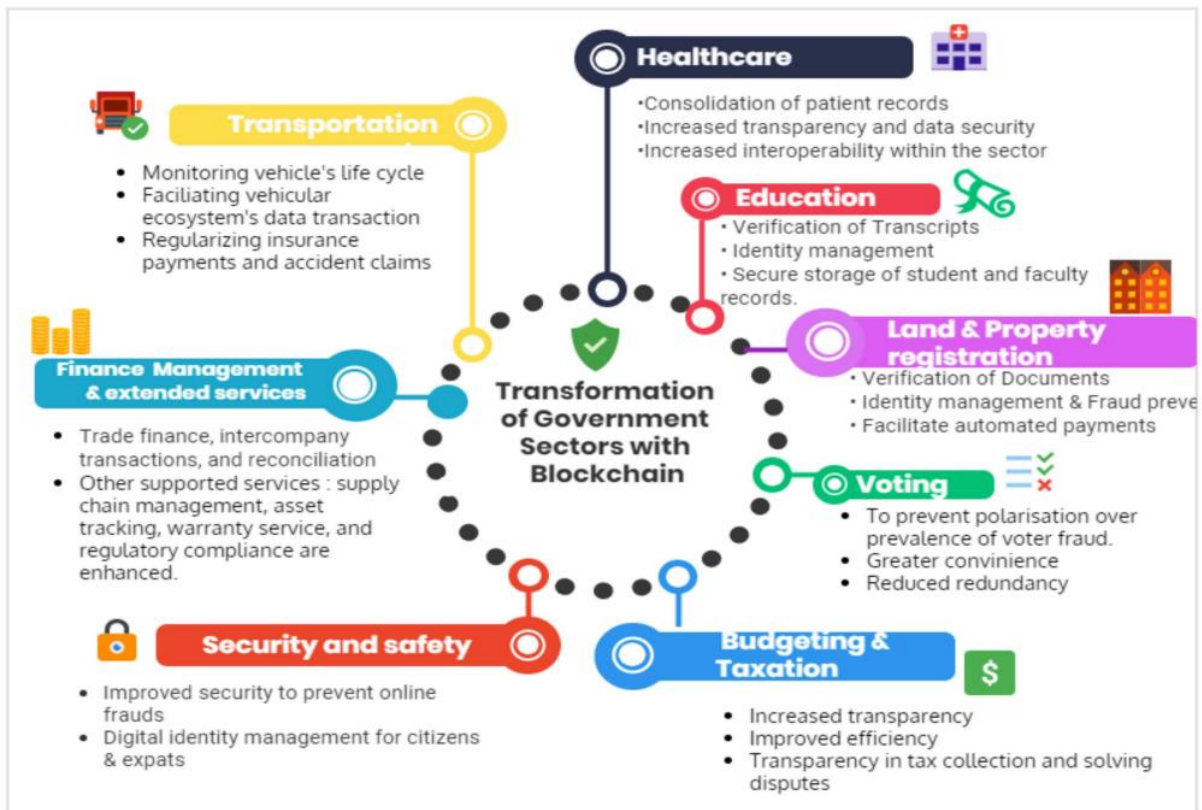 Healthcare
•Consolidation of patient records
•Increased transparency and data security
•Increased interoperability within the sector
Transportation
• Monitoring vehicle's life cycle
• Faciliating vehicular
ecosystem's data transaction
• Regularizing insurance
payments and accident claims
Education
• Verification of Transcripts
• Identity management
• Secure storage of student and faculty
records.
Land & Property
registration
• Verification of Documents
• Identity management & Fraud preve
• Facilitate automated payments
Finance Management
& extended services
• Trade finance, intercompany
transactions, and reconciliation
• Other supported services : supply
chain management, asset
tracking, warranty service, and
regulatory compliance are
enhanced.
Transformation
of Government
Sectors with
Blockchain
Voting
• To prevent polarisation over
prevalence of voter fraud.
• Greater convinience
• Reduced redundancy
Security and safety
• Improved security to prevent online
frauds
• Digital identity management for citizens
& expats
Budgeting &
Taxation
$
• Increased transparency
• Improved efficiency
• Transparency in tax collection and solving
disputes